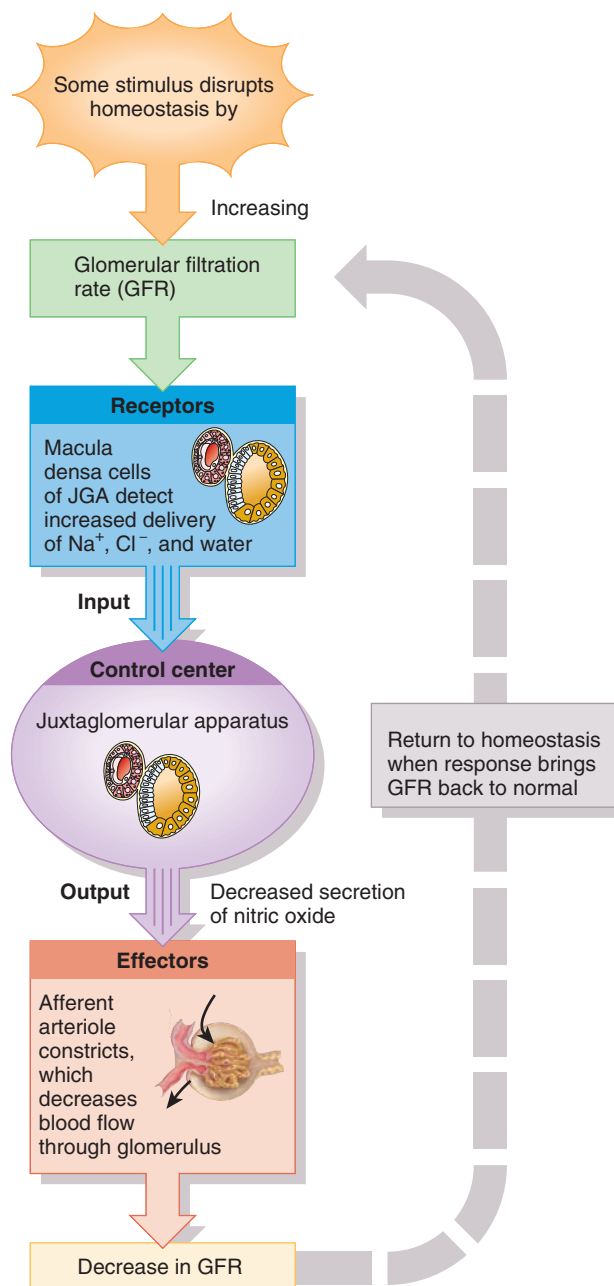 Some stimulus disrupts
homeostasis by
Increasing
Glomerular filtration
rate (GFR)
Receptors
Macula
densa cells
of JGA detect
increased delivery
of Na⁺, Cl⁻, and water
Input
Control center
Juxtaglomerular apparatus
Return to homeostasis
when response brings
GFR back to normal
Output
Decreased secretion
of nitric oxide
Effectors
Afferent
arteriole
constricts,
which
decreases
blood flow
through glomerulus
Decrease in GFR